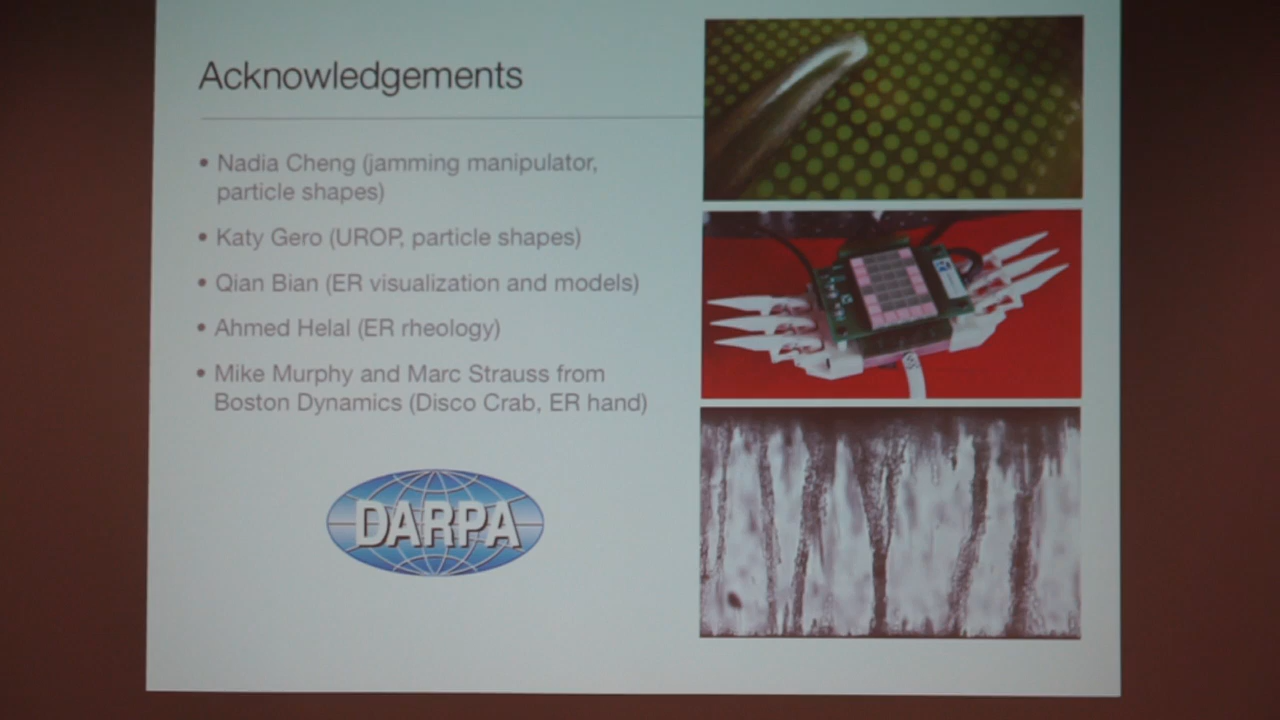 Acknowledgements
• Nadia Cheng (jamming manipulator,
particle shapes)
• Katy Gero (UROP, particle shapes)
• Qian Bian (ER visualization and models)
• Ahmed Helal (ER rheology)
• Mike Murphy and Marc Strauss from
Boston Dynamics (Disco Crab, ER hand)
DARPA